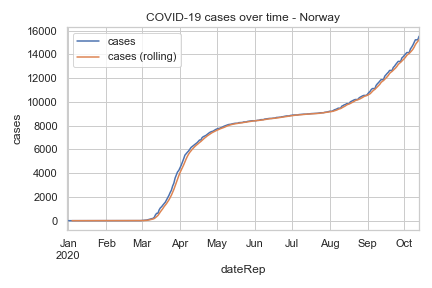 COVID-19 cases over time - Norway
cases
cases (rolling)
16000
14000
12000
10000
8000
6000
4000
2000
0
cases
Jan Feb Mar Apr May Jun Jul Aug Sep Oct
2020
dateRep